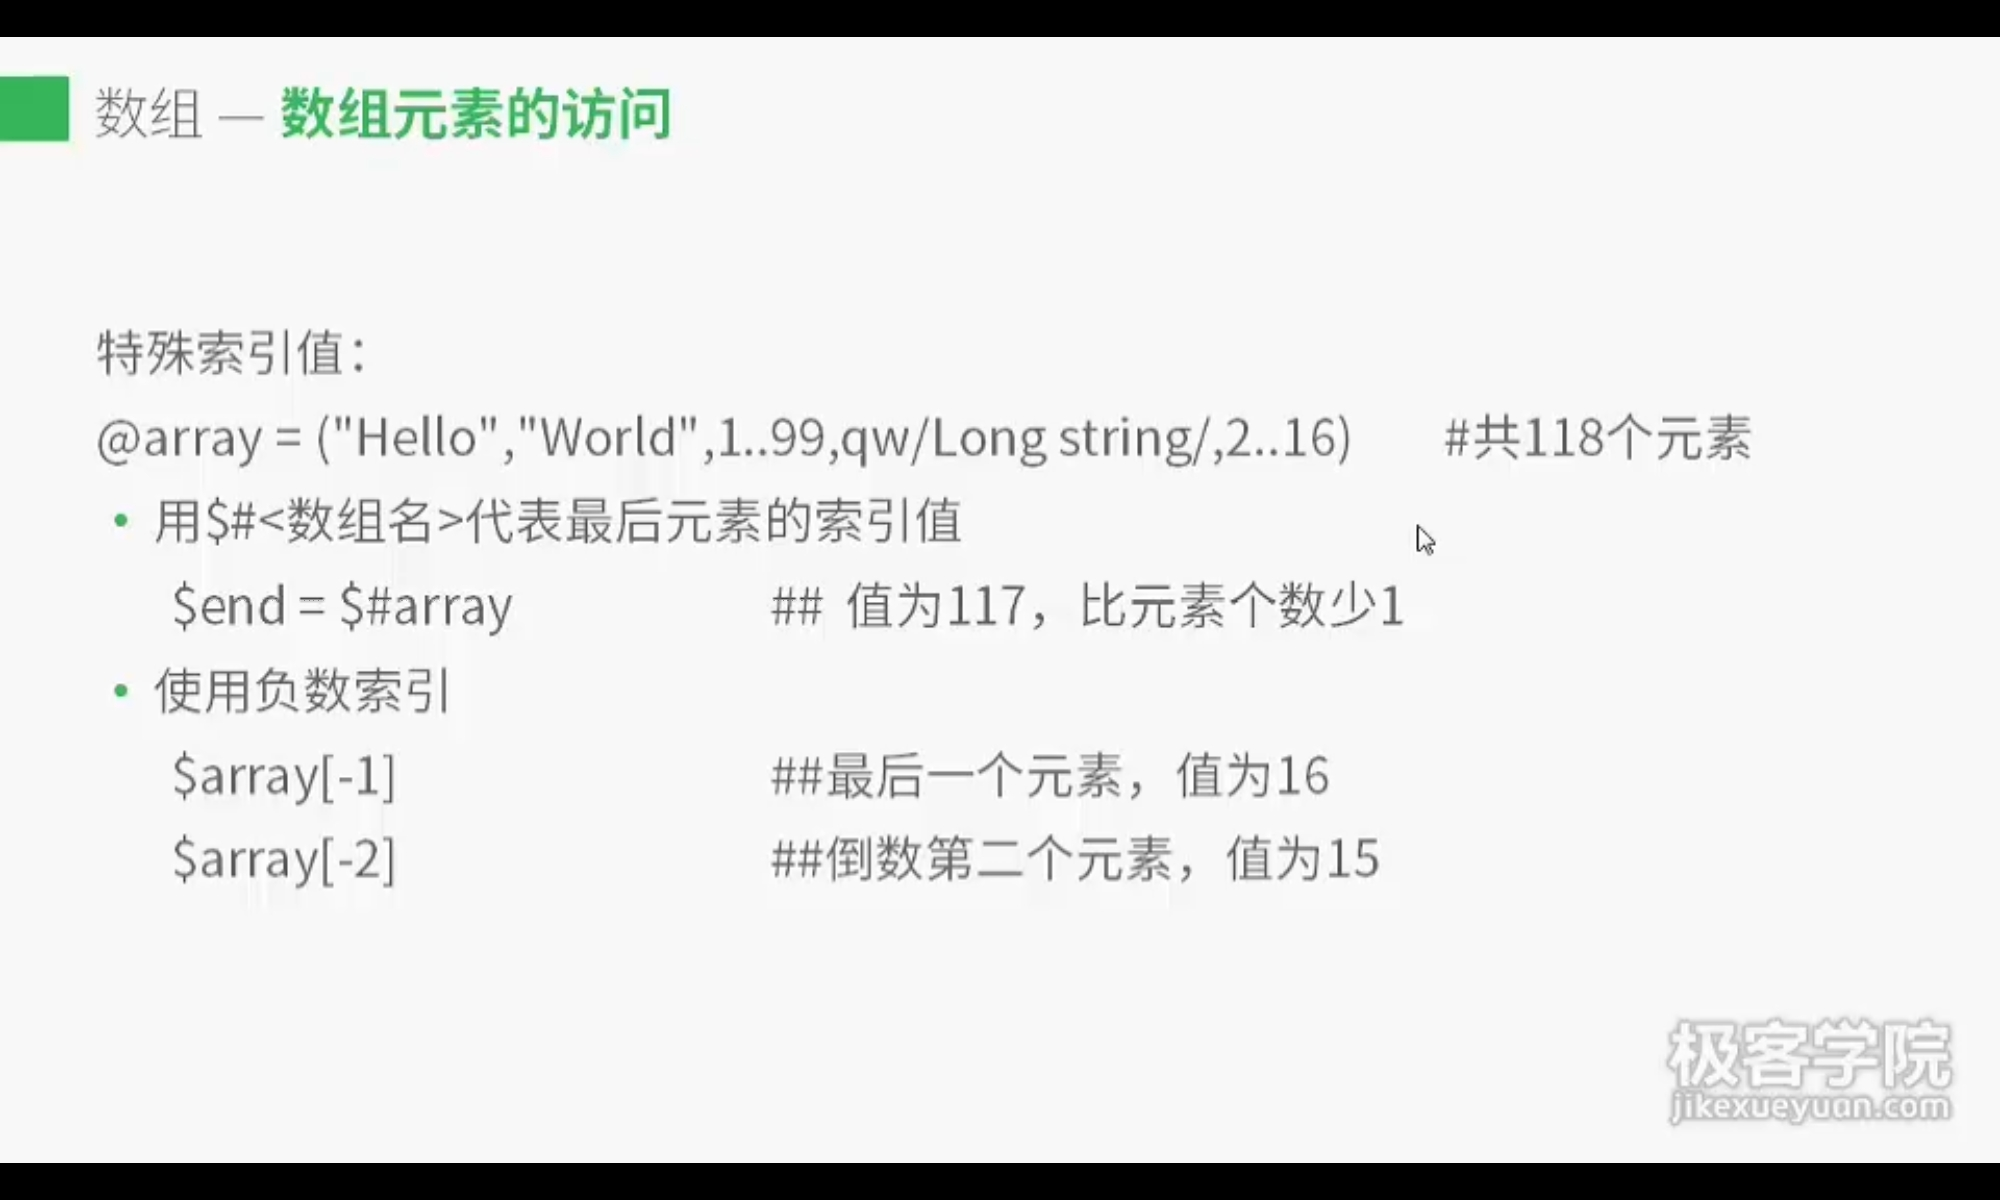 数组 — 数组元素的访问
特殊索引值：
@array = ("Hello","World",1..99,qw/Long string/,2..16) #共118个元素
• 用$#<数组名>代表最后元素的索引值
$end = $#array ## 值为117，比元素个数少1
• 使用负数索引
$array[-1] ##最后一个元素，值为16
$array[-2] ##倒数第二个元素，值为15
极客学院
jikexueyuan.com